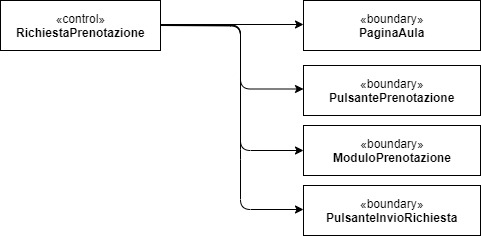 «control»
RichiestaPrenotazione
«boundary»
PaginaAula
«boundary»
PulsantePrenotazione
«boundary»
ModuloPrenotazione
«boundary»
PulsanteInvioRichiesta